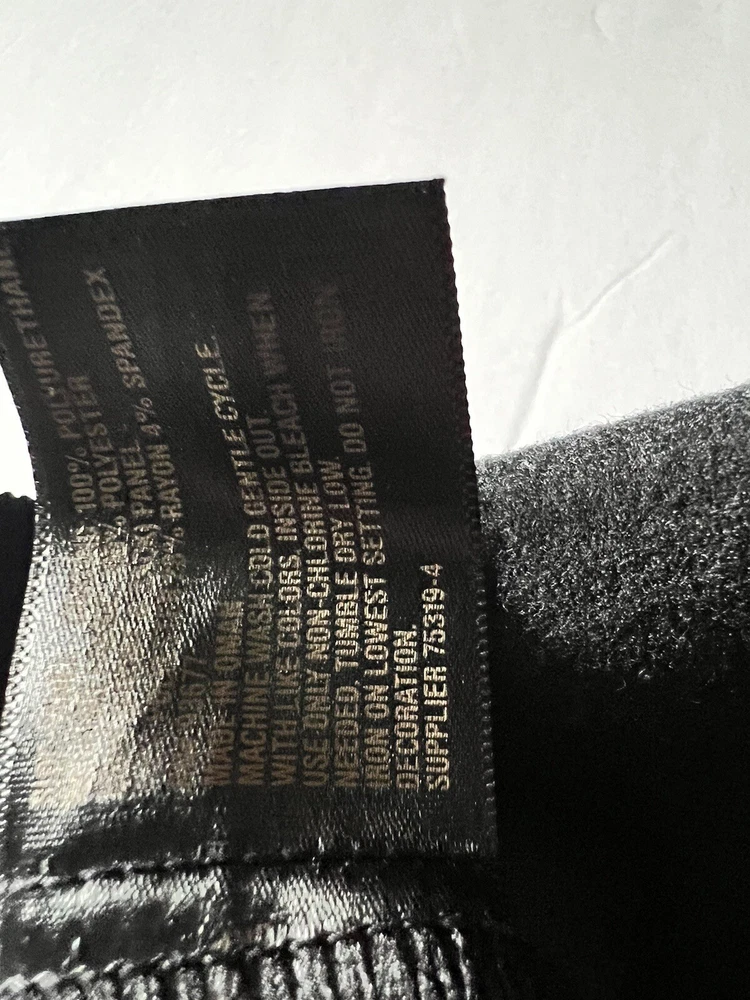 POLYURETHANE
100% POLYURE
POLYESTER
PANEL
% RAYON 4% SPANDEX
MADE IN OMAN
MACHINE WASH COLD GENTLE CYCLE.
WITH LIKE COLORS. INSIDE OUT
USE ONLY NON-CHLORINE BLEACH WHEN
NEEDED. TUMBLE DRY LOW.
IRON ON LOWEST SETTING. DO NOT IRON
DECORATION.
SUPPLIER 75319-4